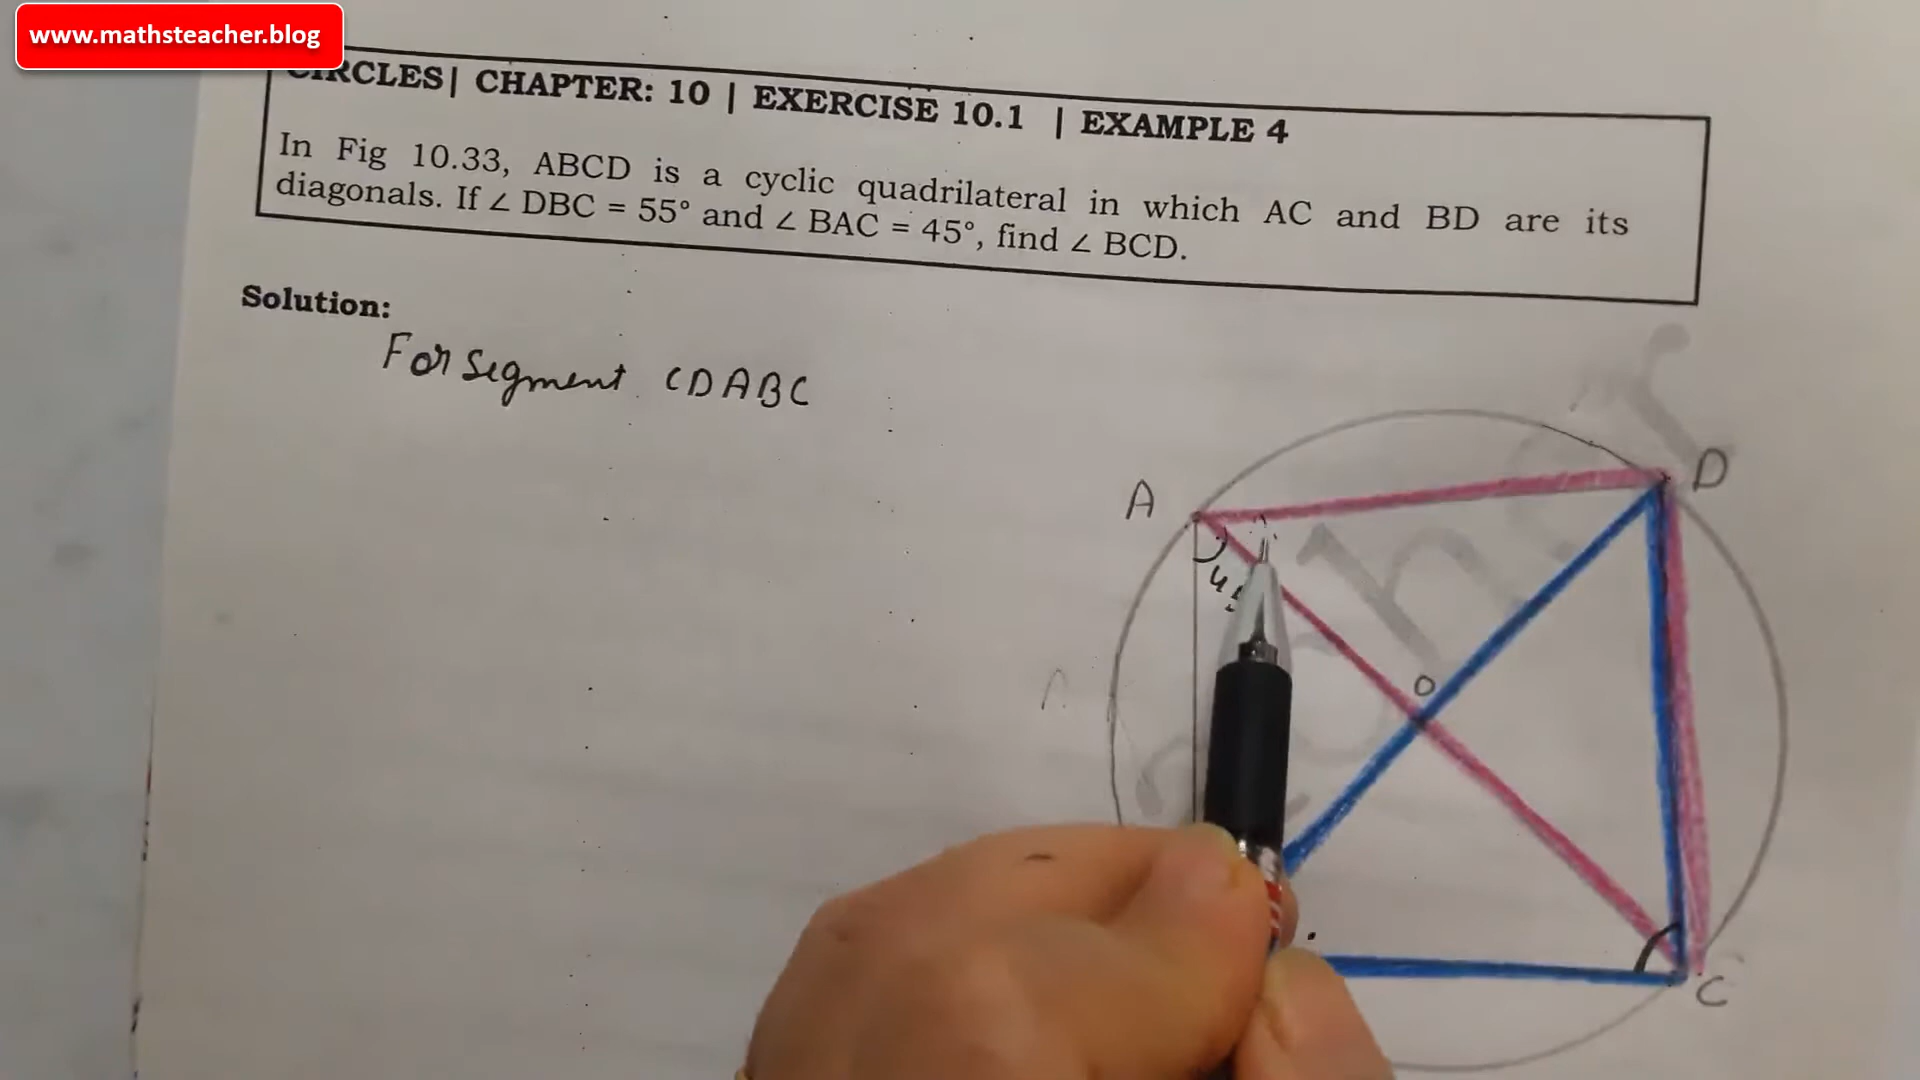 www.mathsteacher.blog
CIRCLES| CHAPTER: 10 | EXERCISE 10.1 | EXAMPLE 4
In Fig 10.33, ABCD is a cyclic quadrilateral in which AC and BD are its
diagonals. If ∠ DBC = 55° and ∠ BAC = 45°, find ∠ BCD.
Solution:
For Segment CDABC
A
D
O
C